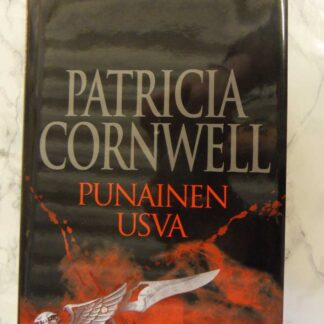 PATRICIA
CORNWELL
PUNAINEN
USVA